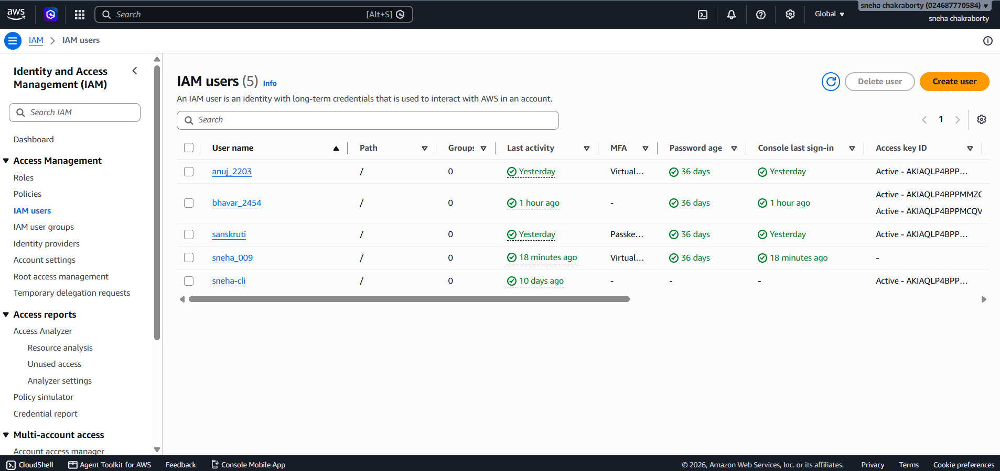 aws
Search [Alt+S]
Global
sneha chakraborty (024687770584)
sneha chakraborty
IAM
IAM users
Identity and Access Management (IAM)
Search IAM
Dashboard
Access Management
Roles
Policies
IAM users
IAM user groups
Identity providers
Account settings
Root access management
Temporary delegation requests
Access reports
Access Analyzer
Resource analysis
Unused access
Analyzer settings
Policy simulator
Credential report
Multi-account access
Account access manager
IAM users (5) Info
Delete user
Create user
An IAM user is an identity with long-term credentials that is used to interact with AWS in an account.
Search
1
User name Path Groups Last activity MFA Password age Console last sign-in Access key ID
anuj_2203 / 0 Yesterday Virtual... 36 days Yesterday Active - AKIAQLP4BPP...
bhavar_2454 / 0 1 hour ago - 36 days 1 hour ago Active - AKIAQLP4BPPMMZC
Active - AKIAQLP4BPPMCQV
sanskruti / 0 Yesterday Passke... 36 days Yesterday Active - AKIAQLP4BPP...
sneha_009 / 0 18 minutes ago Virtual... 36 days 18 minutes ago -
sneha-cli / 0 10 days ago - - - Active - AKIAQLP4BPP...
CloudShell Agent Toolkit for AWS Feedback Console Mobile App © 2026, Amazon Web Services, Inc. or its affiliates. Privacy Terms Cookie preferences